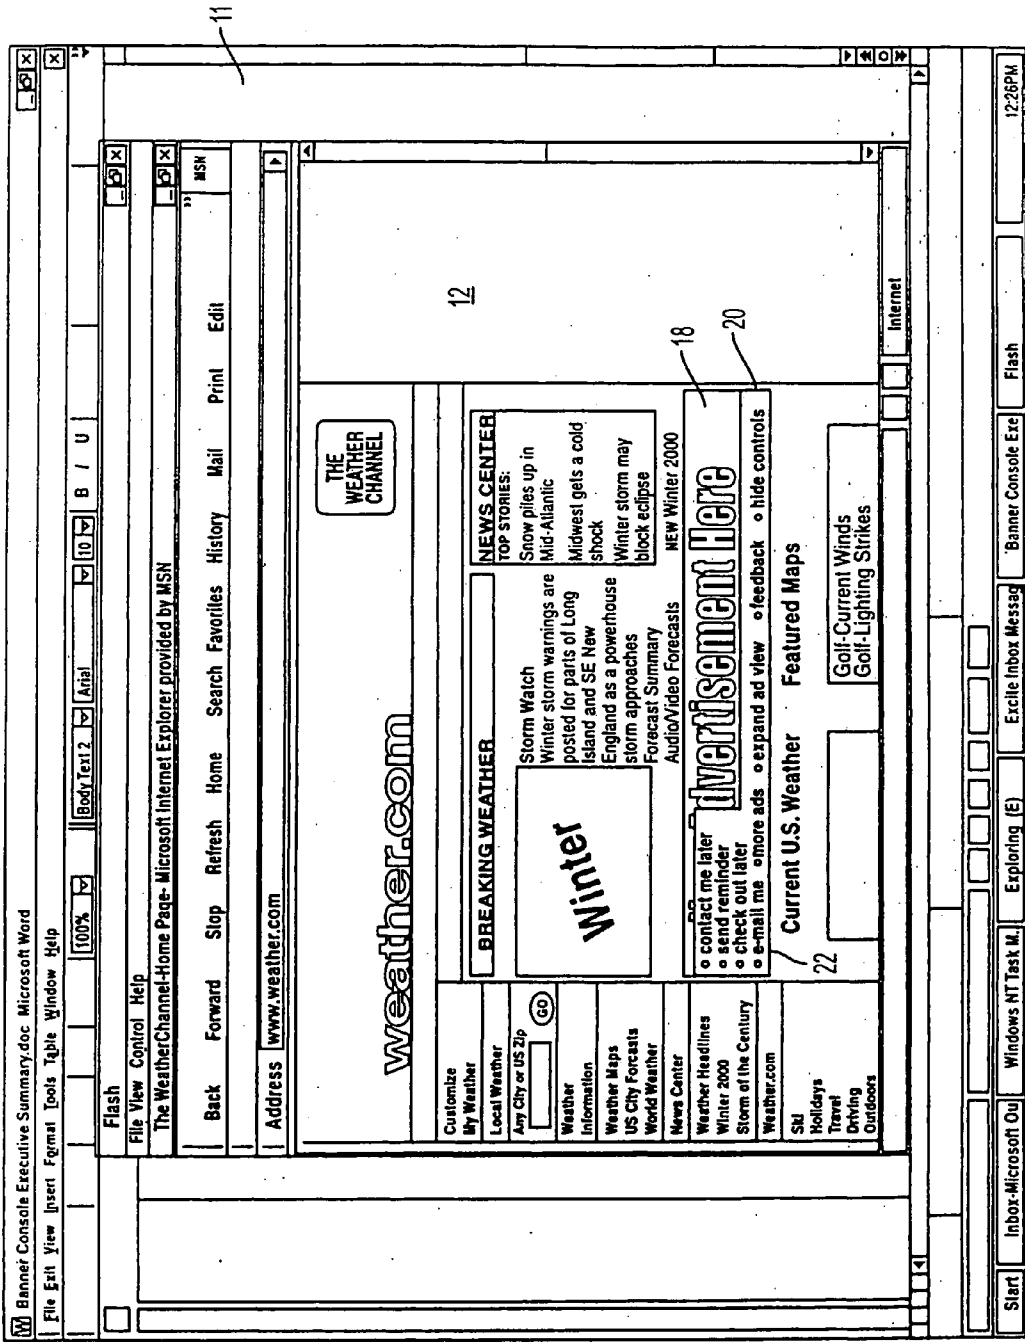 Banner Console Executive Summary.doc Microsoft Word
File Exit View Insert Format Tools Table Window Help
100% Body Text 2 Arial 10 B I U
Flash
File View Control Help
The WeatherChannel-Home Page- Microsoft Internet Explorer provided by MSN
Back Forward Stop Refresh Home Search Favorites History Mail Print Edit MSN
Address www.weather.com
weather.com
THE
WEATHER
CHANNEL
Customize
My Weather
Local Weather
Any City or US Zip
GO
Weather
Information
Weather Maps
US City Forcasts
World Weather
News Center
Weather Headlines
Winter 2000
Storm of the Century
Weather.com
Ski
Holidays
Travel
Driving
Outdoors
BREAKING WEATHER
Winter
Storm Watch
Winter storm warnings are
posted for parts of Long
Island and SE New
England as a powerhouse
storm approaches
Forecast Summary
Audio/Video Forecasts
NEWS CENTER
TOP STORIES:
Snow piles up in
Mid-Atlantic
Midwest gets a cold
shock
Winter storm may
block eclipse
NEW Winter 2000
dvertisement Here
contact me later
send reminder
check out later
e-mail me more ads expand ad view feedback hide controls
Current U.S. Weather Featured Maps
Golf-Current Winds
Golf-Lighting Strikes
Internet
11
12
18
20
22
Start Inbox-Microsoft Ou Windows NT Task M. Exploring (E) Excite Inbox Messag 'Banner Console Exe Flash 12:26PM